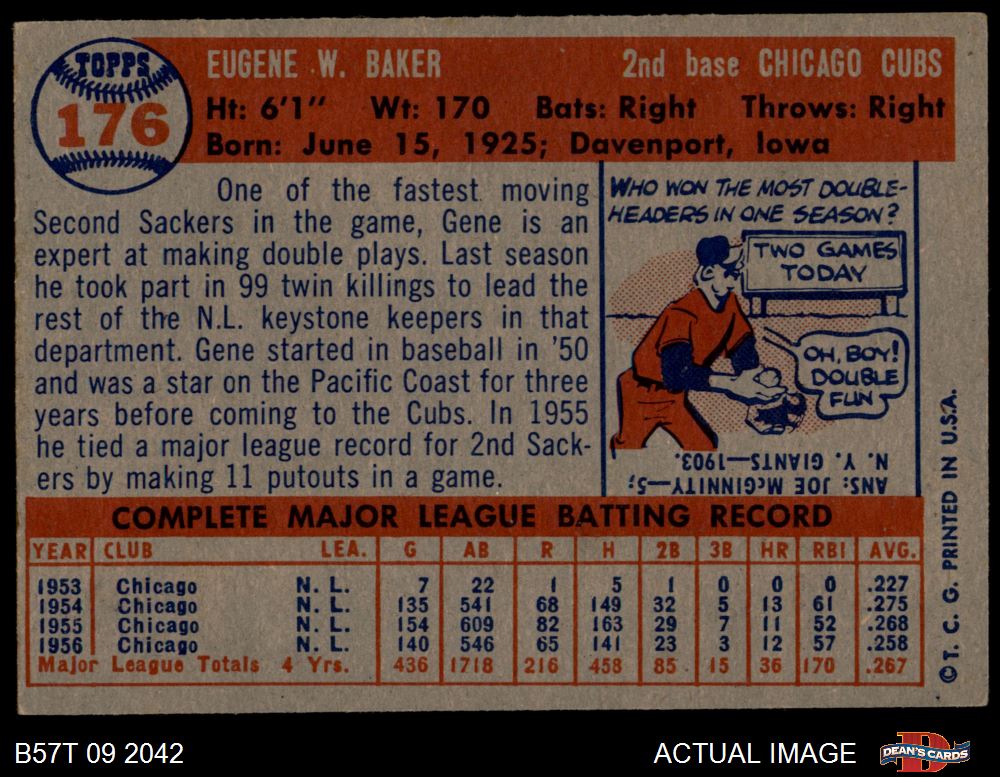 TOPPS
176
EUGENE W. BAKER 2nd base CHICAGO CUBS
Ht: 6'1" Wt: 170 Bats: Right Throws: Right
Born: June 15, 1925; Davenport, Iowa
One of the fastest moving
Second Sackers in the game, Gene is an
expert at making double plays. Last season
he took part in 99 twin killings to lead the
rest of the N.L. keystone keepers in that
department. Gene started in baseball in '50
and was a star on the Pacific Coast for three
years before coming to the Cubs. In 1955
he tied a major league record for 2nd Sack-
ers by making 11 putouts in a game.
WHO WON THE MOST DOUBLE-
HEADERS IN ONE SEASON?
TWO GAMES
TODAY
OH, BOY!
DOUBLE
FUN
ANS: JOE McGINNITY—5;
N. Y. GIANTS—1903.
COMPLETE MAJOR LEAGUE BATTING RECORD
YEAR CLUB LEA. G AB R H 2B 3B HR RBI AVG.
1953 Chicago N. L. 7 22 1 5 1 0 0 0 .227
1954 Chicago N. L. 135 541 68 149 32 5 13 61 .275
1955 Chicago N. L. 154 609 82 163 29 7 11 52 .268
1956 Chicago N. L. 140 546 65 141 23 3 12 57 .258
Major League Totals 4 Yrs. 436 1718 216 458 85 15 36 170 .267
© T. C. G. PRINTED IN U.S.A.
B57T 09 2042 ACTUAL IMAGE
DEAN'S CARDS